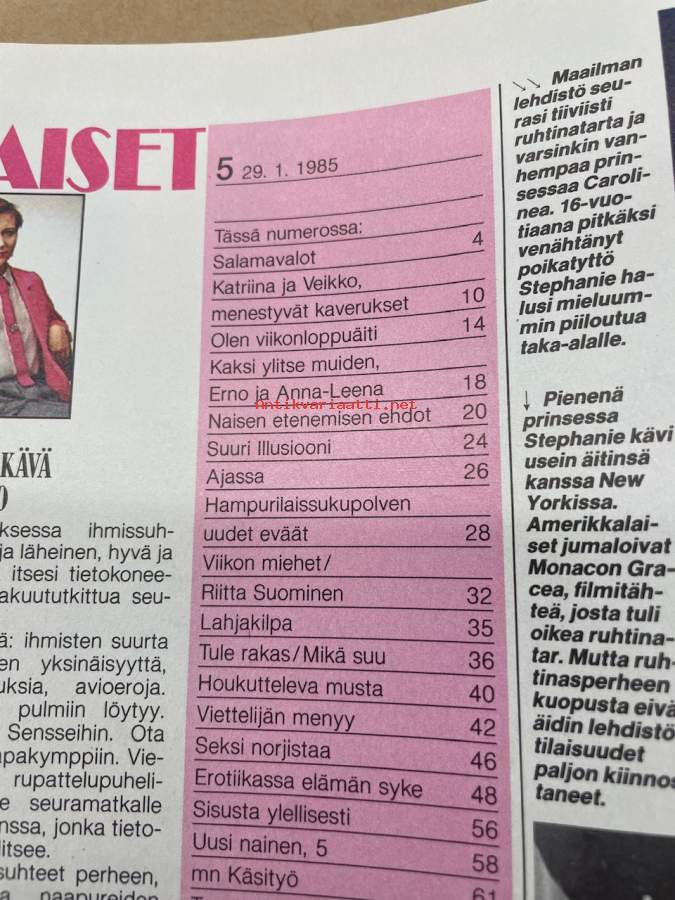 AISET
5 29. 1. 1985
Tässä numerossa:
Salamavalot 4
Katriina ja Veikko,
menestyvät kaverukset 10
Olen viikonloppuäiti 14
Kaksi ylitse muiden,
Erno ja Anna-Leena 18
Naisen etenemisen ehdot 20
Suuri Illusiooni 24
Ajassa 26
Hampurilaissukupolven
uudet eväät 28
Viikon miehet/
Riitta Suominen 32
Lahjakilpa 35
Tule rakas/Mikä suu 36
Houkutteleva musta 40
Viettelijän menyy 42
Seksi norjistaa 46
Erotiikassa elämän syke 48
Sisusta ylellisesti 56
Uusi nainen, 5 58
mn Käsityö 61
Antikvariaatti.net
KÄVÄ
O
ksessa ihmissuh-
ja läheinen, hyvä ja
itsesi tietokonee-
akuututkittua seu-
ä: ihmisten suurta
en yksinäisyyttä,
uksia, avioeroja.
pulmiin löytyy.
Sensseihin. Ota
apakymppiin. Vie-
rupattelupuheli-
e seuramatkalle
nssa, jonka tieto-
litsee.
suhteet perheen,
a naapureiden
↘↘ Maailman
lehdistö seu-
rasi tiiviisti
ruhtinatarta ja
varsinkin van-
hempaa prin-
sessaa Caroli-
nea. 16-vuo-
tiaana pitkäksi
venähtänyt
poikatyttö
Stephanie ha-
lusi mieluum-
min piiloutua
taka-alalle.
↓ Pienenä
prinsessa
Stephanie kävi
usein äitinsä
kanssa New
Yorkissa.
Amerikkalai-
set jumaloivat
Monacon Gra-
cea, filmitäh-
teä, josta tuli
oikea ruhtina-
tar. Mutta ruh-
tinasperheen
kuopusta eivä
äidin lehdistö
tilaisuudet
paljon kiinnos
taneet.